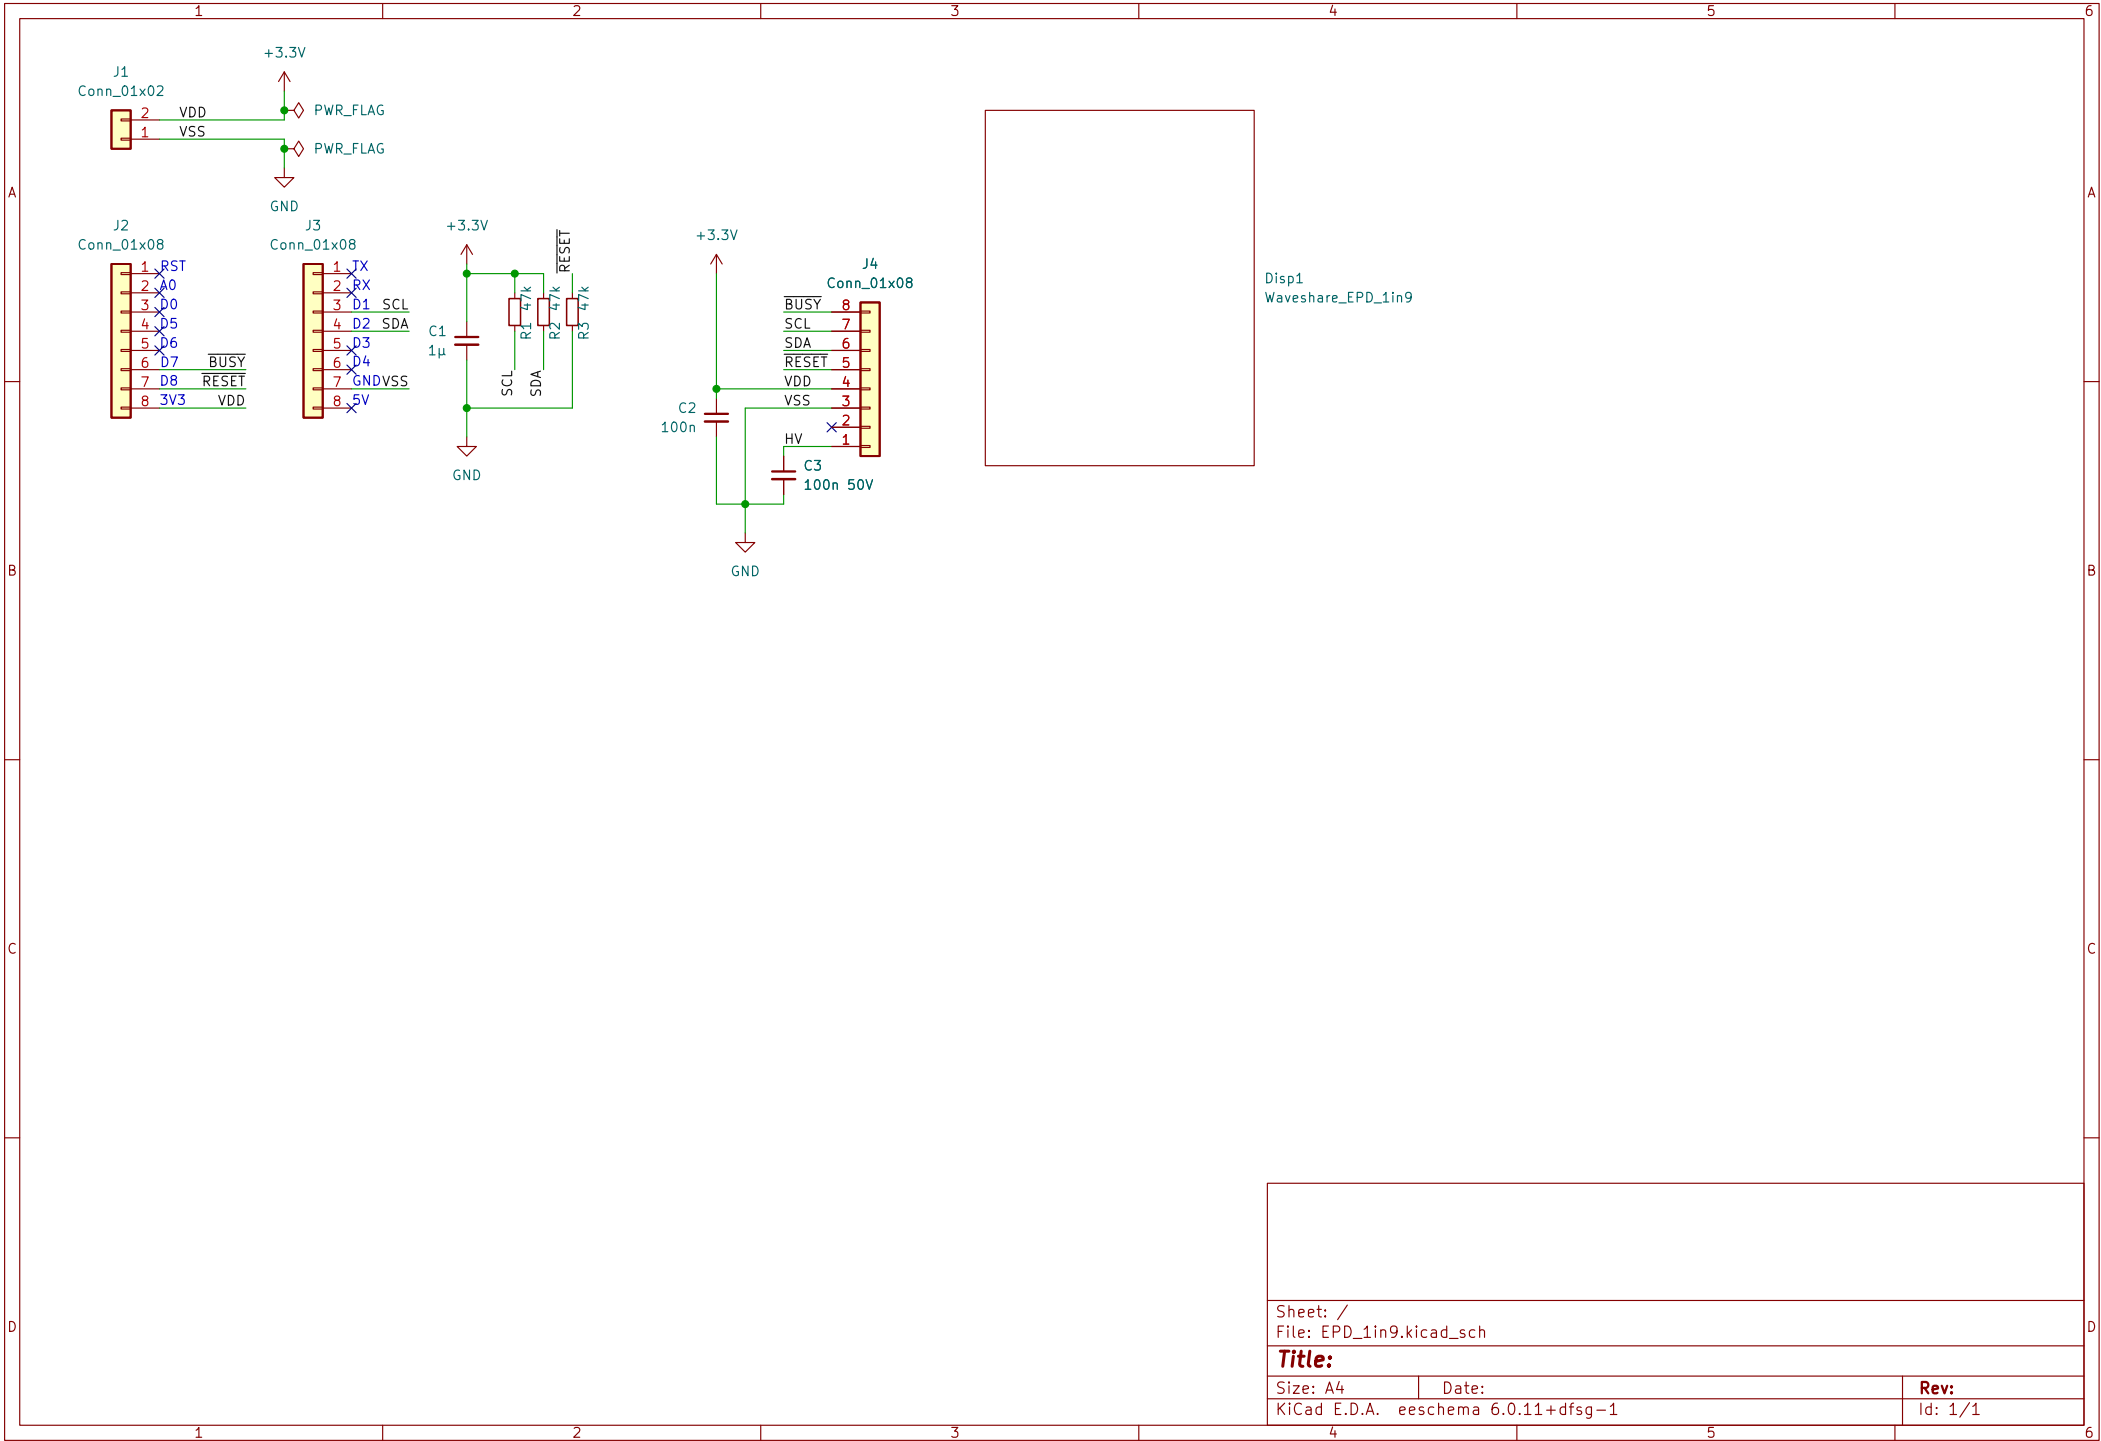 1 2 3 4 5 6
A A
B B
C C
D D
1 2 3 4 5 6
+3.3V
J1
Conn_01x02
2 VDD
1 VSS
PWR_FLAG
PWR_FLAG
GND
J2
Conn_01x08
1 RST
2 A0
3 D0
4 D5
5 D6
6 D7 BUSY
7 D8 RESET
8 3V3 VDD
J3
Conn_01x08
1 TX
2 RX
3 D1 SCL
4 D2 SDA
5 D3
6 D4
7 GND VSS
8 5V
+3.3V
RESET
R1 47k
R2 47k
R3 47k
C1
1µ
SCL
SDA
GND
+3.3V
J4
Conn_01x08
BUSY 8
SCL 7
SDA 6
RESET 5
VDD 4
VSS 3
2
HV 1
C2
100n
C3
100n 50V
GND
Disp1
Waveshare_EPD_1in9
Sheet: /
File: EPD_1in9.kicad_sch
Title:
Size: A4 Date: Rev:
KiCad E.D.A. eeschema 6.0.11+dfsg-1 Id: 1/1